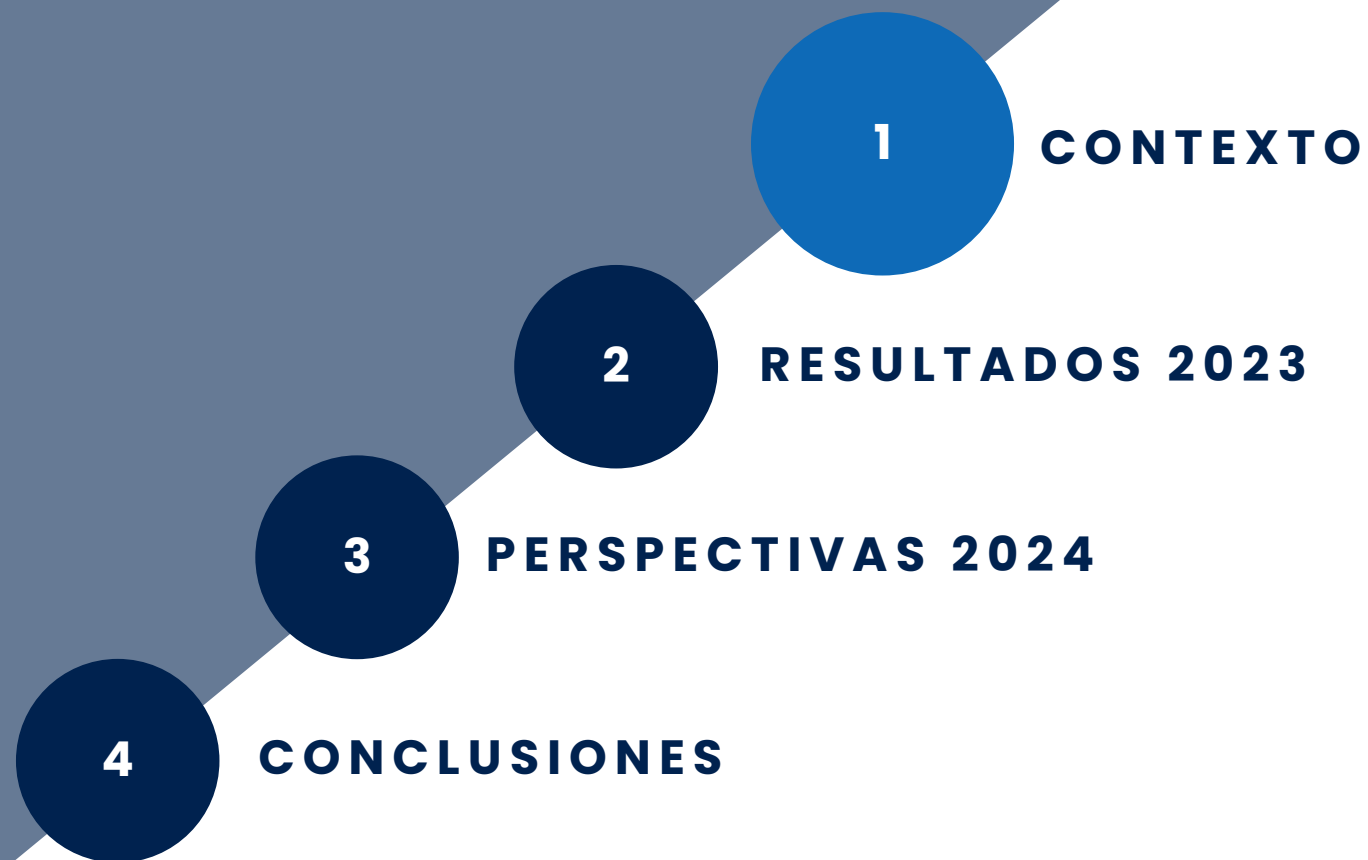 1 CONTEXTO
2 RESULTADOS 2023
3 PERSPECTIVAS 2024
4 CONCLUSIONES